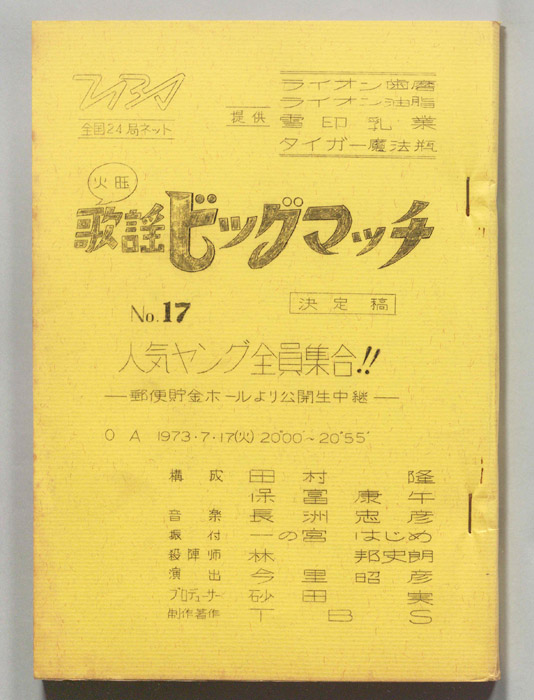 TBS
全国24局ネット
提供
ライオン歯磨
ライオン油脂
雪印乳業
タイガー魔法瓶
火曜
歌謡ビッグマッチ
No.17
決定稿
人気ヤング全員集合!!
―郵便貯金ホールより公開生中継―
OA 1973・7・17(火) 20°00′~20°55′
構成 田村隆
保富康午
音楽 長洲忠彦
振付 一の宮はじめ
殺陣師 林邦史朗
演出 今里昭彦
プロデューサー 砂田実
制作著作 TBS